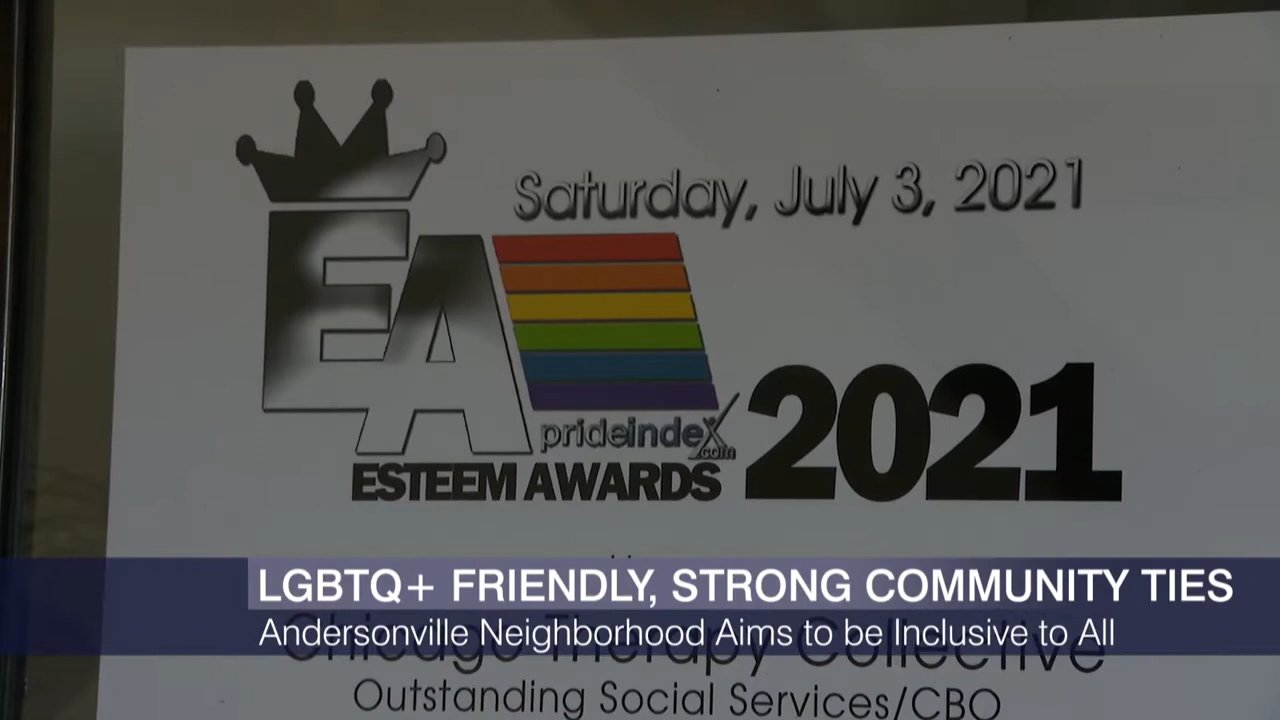 Saturday, July 3, 2021
EA
prideindex
.com
ESTEEM AWARDS 2021
LGBTQ+ FRIENDLY, STRONG COMMUNITY TIES
Andersonville Neighborhood Aims to be Inclusive to All
Chicago Therapy Collective
Outstanding Social Services/CBO